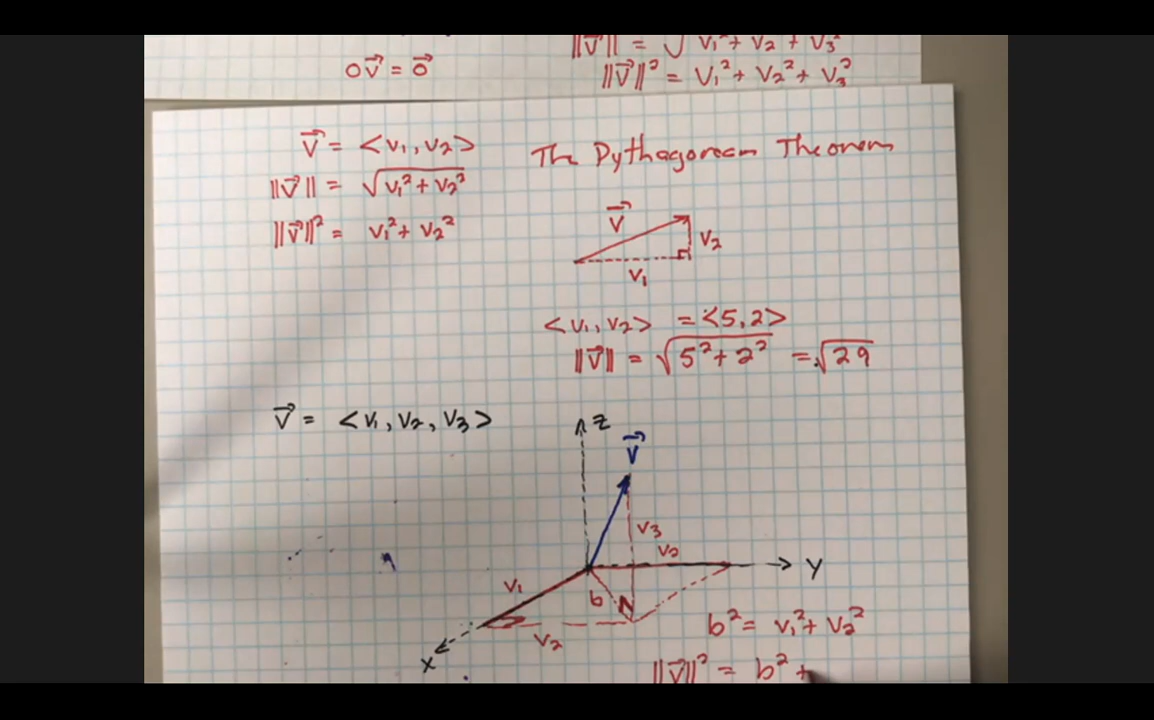 ‖v⃗‖ = √v₁² + v₂ + v₃²
0v⃗ = 0⃗
‖v⃗‖² = v₁² + v₂² + v₃²
v⃗ = <v₁, v₂>
The Pythagorean Theorem
‖v⃗‖ = √v₁² + v₂²
‖v⃗‖² = v₁² + v₂²
v⃗
v₂
v₁
<v₁, v₂> = <5, 2>
‖v⃗‖ = √5² + 2² = √29
v⃗ = <v₁, v₂, v₃>
z
v⃗
v₃
v₂
y
v₁
b
v₂
x
b² = v₁² + v₂²
‖v⃗‖² = b² +